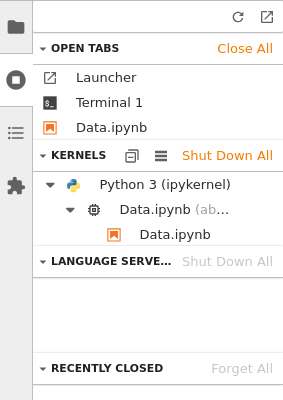 OPEN TABS Close All
Launcher
Terminal 1
Data.ipynb
KERNELS Shut Down All
Python 3 (ipykernel)
Data.ipynb (ab…
Data.ipynb
LANGUAGE SERVE… Shut Down All
RECENTLY CLOSED Forget All